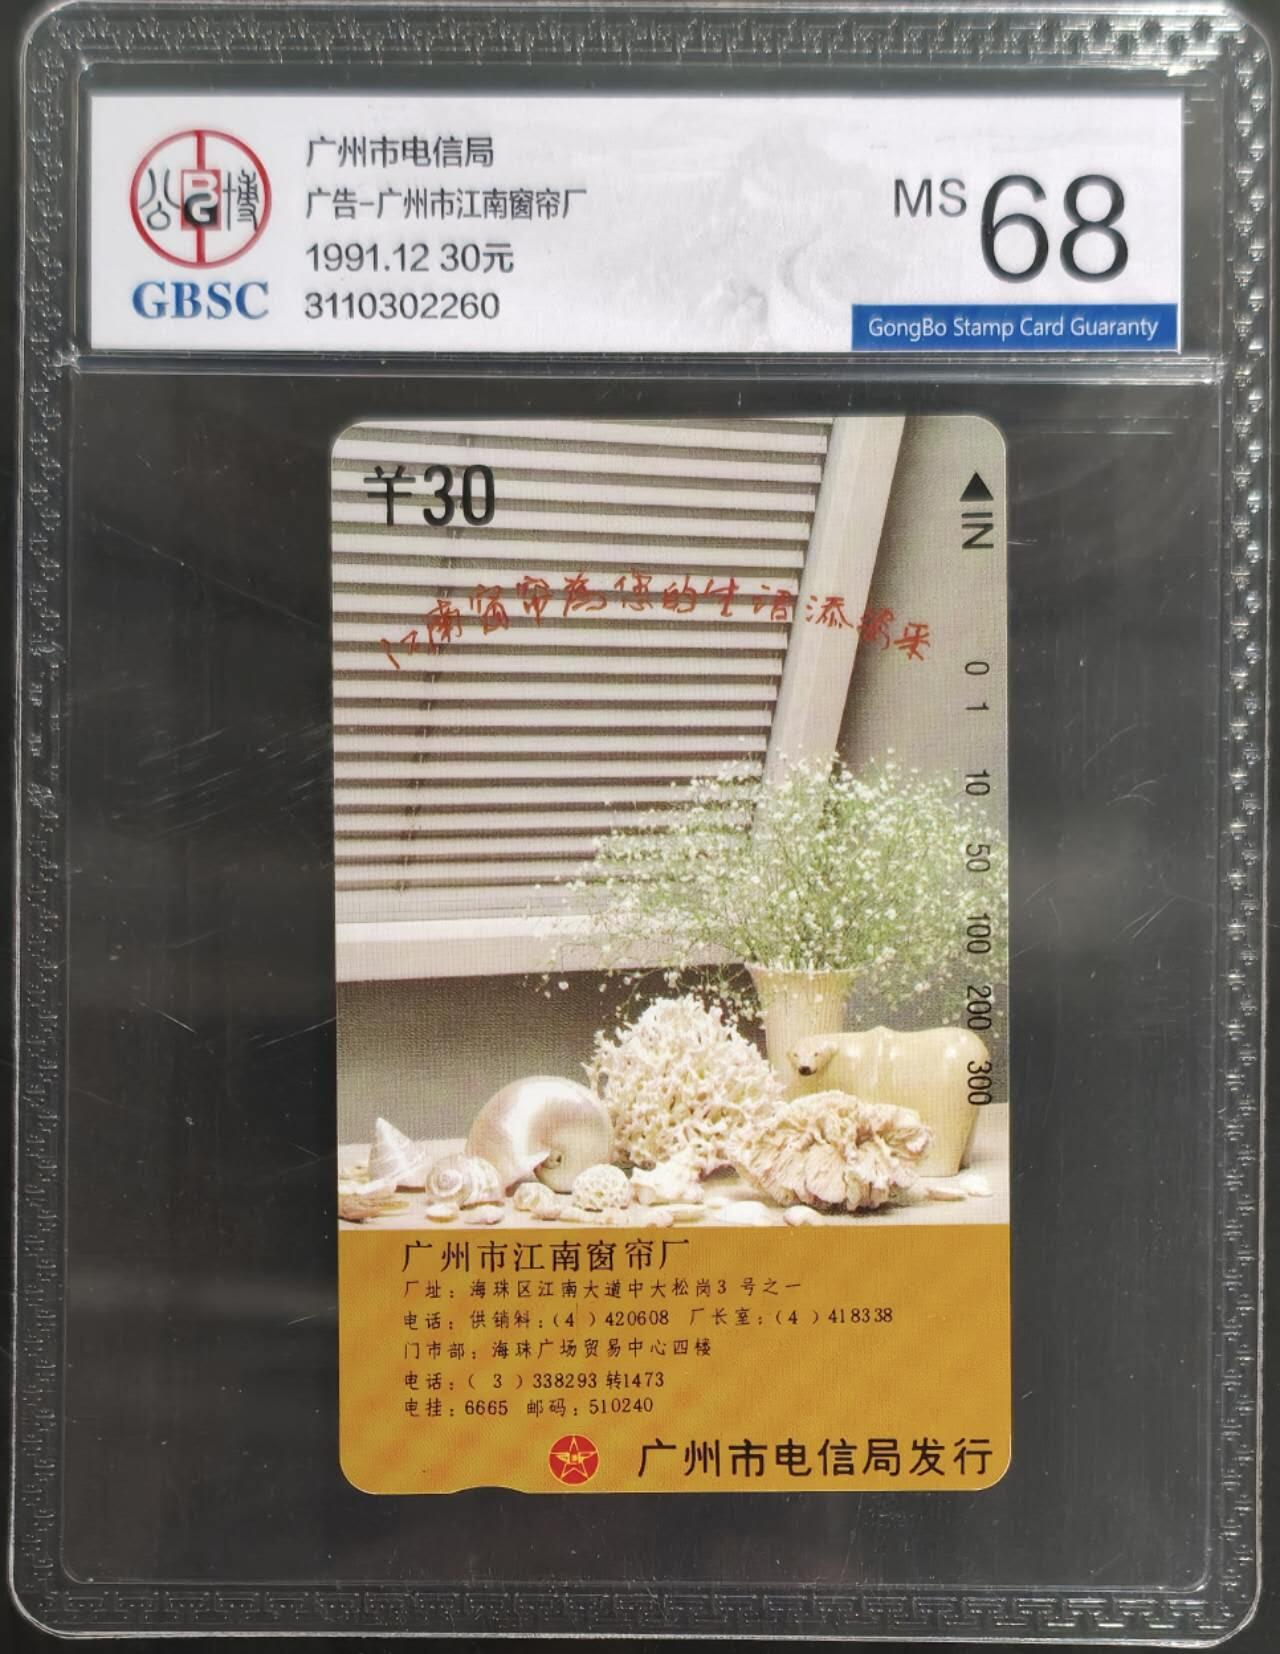 公 博
BG
GBSC
广州市电信局
广告-广州市江南窗帘厂
1991.12 30元
3110302260
MS 68
GongBo Stamp Card Guaranty
￥30
▲IN
江南窗帘为您的生活添摺采
0 1 10 50 100 200 300
广州市江南窗帘厂
厂址：海珠区江南大道中大松岗3 号之一
电话：供销科：(4 ) 420608 厂长室：(4 ) 418338
门市部：海珠广场贸易中心四楼
电话：( 3 ) 338293 转1473
电挂：6665 邮码：510240
广州市电信局发行